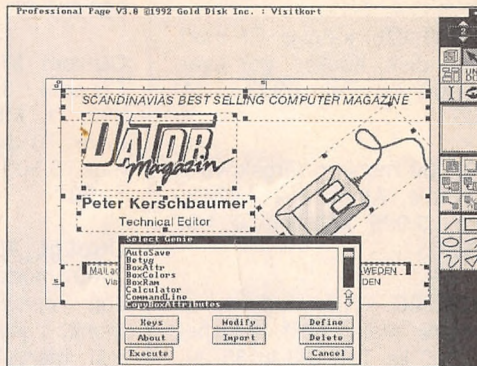 Professional Page V3.0 ©1992 Gold Disk Inc. : Visitkort
SCANDINAVIAS BEST SELLING COMPUTER MAGAZINE
DATOR
Magazin
Peter Kerschbaumer
Technical Editor
Select Genie
AutoSave
Betyg
BoxAttr
BoxColors
BoxRam
Calculator
CommandLine
CopyBoxAttributes
Keys Modify Define
About Import Delete
Execute Cancel